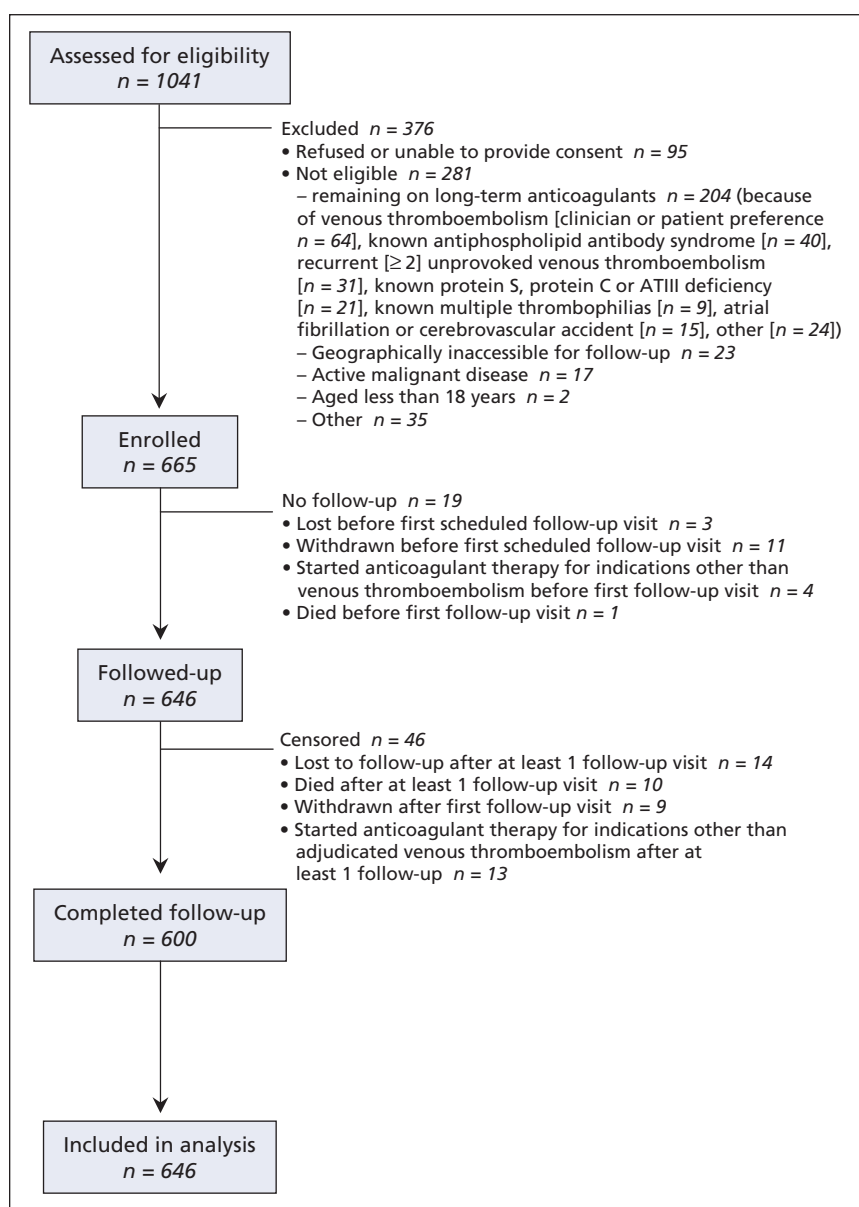 Assessed for eligibility
n = 1041
Excluded n = 376
• Refused or unable to provide consent n = 95
• Not eligible n = 281
– remaining on long-term anticoagulants n = 204 (because
of venous thromboembolism [clinician or patient preference
n = 64], known antiphospholipid antibody syndrome [n = 40],
recurrent [≥ 2] unprovoked venous thromboembolism
[n = 31], known protein S, protein C or ATIII deficiency
[n = 21], known multiple thrombophilias [n = 9], atrial
fibrillation or cerebrovascular accident [n = 15], other [n = 24])
– Geographically inaccessible for follow-up n = 23
– Active malignant disease n = 17
– Aged less than 18 years n = 2
– Other n = 35
Enrolled
n = 665
No follow-up n = 19
• Lost before first scheduled follow-up visit n = 3
• Withdrawn before first scheduled follow-up visit n = 11
• Started anticoagulant therapy for indications other than
venous thromboembolism before first follow-up visit n = 4
• Died before first follow-up visit n = 1
Followed-up
n = 646
Censored n = 46
• Lost to follow-up after at least 1 follow-up visit n = 14
• Died after at least 1 follow-up visit n = 10
• Withdrawn after first follow-up visit n = 9
• Started anticoagulant therapy for indications other than
adjudicated venous thromboembolism after at
least 1 follow-up n = 13
Completed follow-up
n = 600
Included in analysis
n = 646